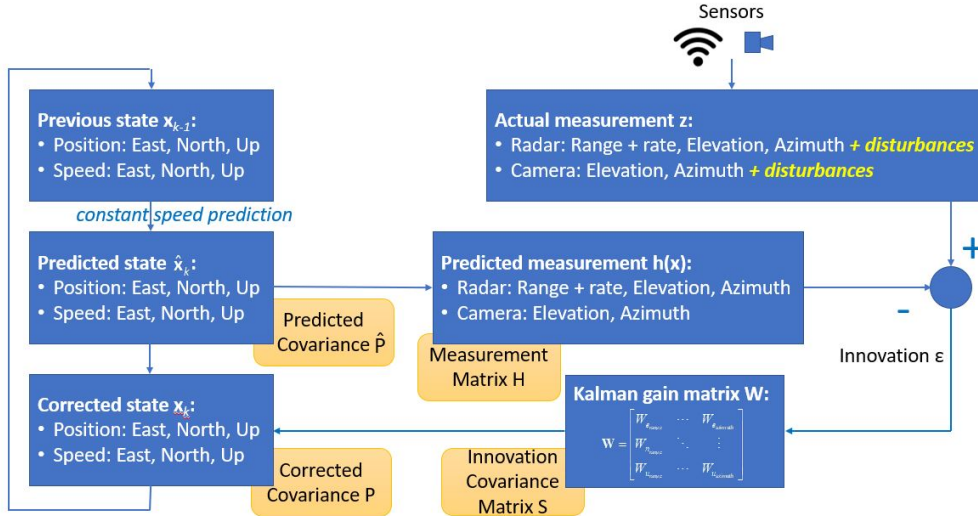 Sensors
Previous state x_{k-1}:
• Position: East, North, Up
• Speed: East, North, Up
Actual measurement z:
• Radar: Range + rate, Elevation, Azimuth + disturbances
• Camera: Elevation, Azimuth + disturbances
constant speed prediction
Predicted state x̂_k:
• Position: East, North, Up
• Speed: East, North, Up
Predicted measurement h(x):
• Radar: Range + rate, Elevation, Azimuth
• Camera: Elevation, Azimuth
+
-
Predicted
Covariance P̂
Measurement
Matrix H
Innovation ε
Corrected state x_k:
• Position: East, North, Up
• Speed: East, North, Up
Kalman gain matrix W:
W =
W ⋯ W
W ⋱ ⋮
W ⋯ W
Corrected
Covariance P
Innovation
Covariance
Matrix S